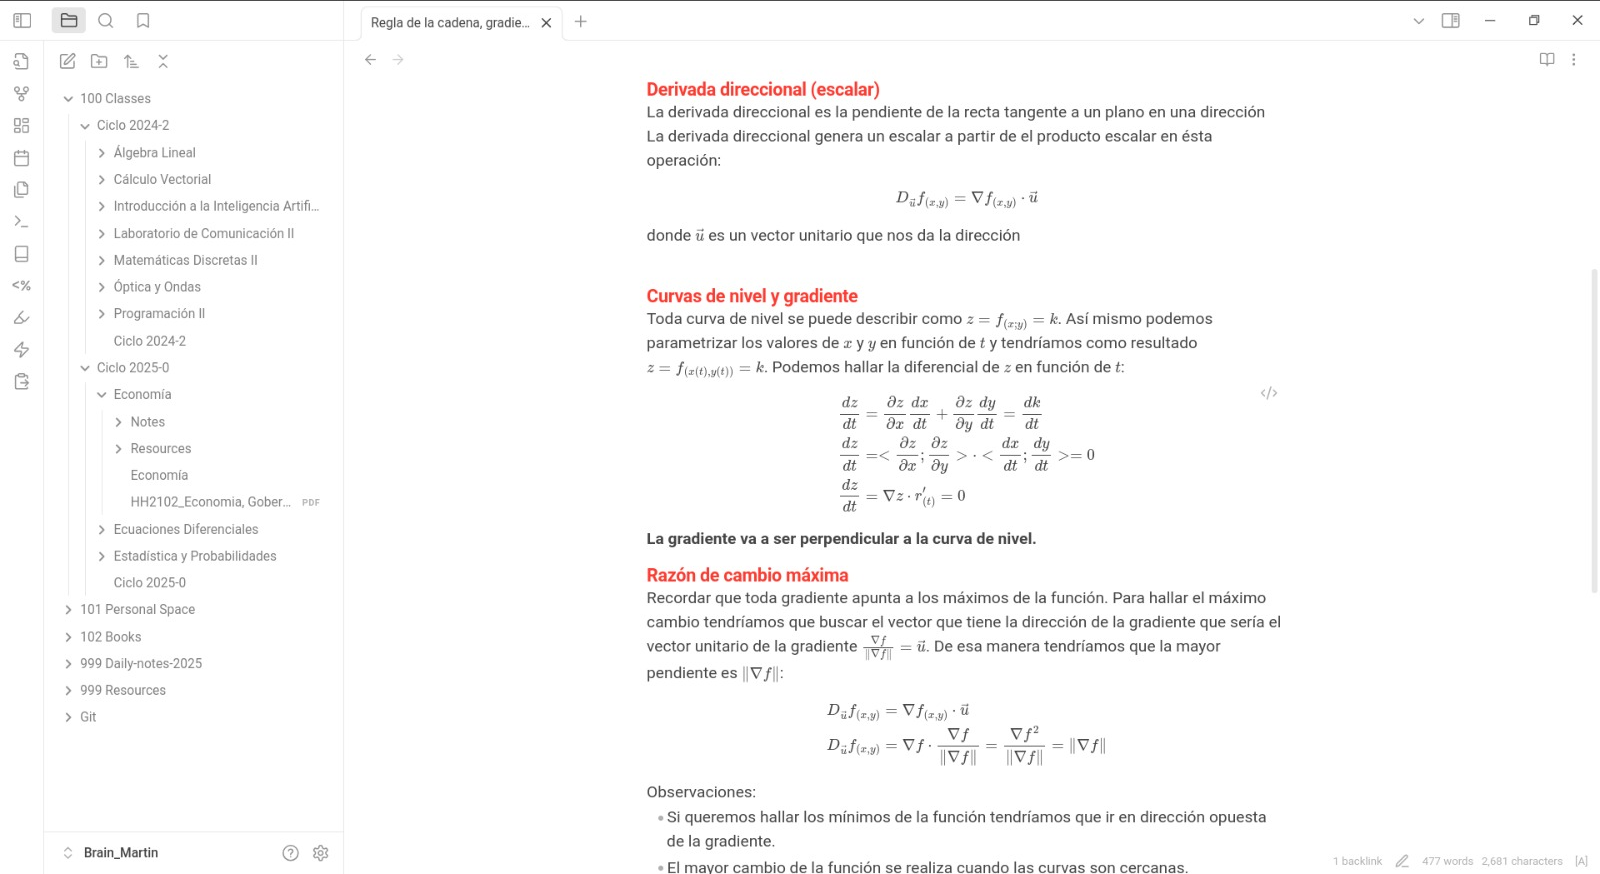 Regla de la cadena, gradie...
100 Classes
Ciclo 2024-2
Álgebra Lineal
Cálculo Vectorial
Introducción a la Inteligencia Artifi...
Laboratorio de Comunicación II
Matemáticas Discretas II
Óptica y Ondas
Programación II
Ciclo 2024-2
Ciclo 2025-0
Economía
Notes
Resources
Economía
HH2102_Economia, Gober... PDF
Ecuaciones Diferenciales
Estadística y Probabilidades
Ciclo 2025-0
101 Personal Space
102 Books
999 Daily-notes-2025
999 Resources
Git
Brain_Martin
Derivada direccional (escalar)
La derivada direccional es la pendiente de la recta tangente a un plano en una dirección
La derivada direccional genera un escalar a partir de el producto escalar en ésta
operación:
$D_{\vec{u}} f_{(x,y)} = \nabla f_{(x,y)} \cdot \vec{u}$
donde $\vec{u}$ es un vector unitario que nos da la dirección
Curvas de nivel y gradiente
Toda curva de nivel se puede describir como $z = f_{(x;y)} = k$. Así mismo podemos
parametrizar los valores de $x$ y $y$ en función de $t$ y tendríamos como resultado
$z = f_{(x(t),y(t))} = k$. Podemos hallar la diferencial de $z$ en función de $t$:
</>
$\frac{dz}{dt} = \frac{\partial z}{\partial x} \frac{dx}{dt} + \frac{\partial z}{\partial y} \frac{dy}{dt} = \frac{dk}{dt}$
$\frac{dz}{dt} = < \frac{\partial z}{\partial x}; \frac{\partial z}{\partial y} > \cdot < \frac{dx}{dt}; \frac{dy}{dt} >= 0$
$\frac{dz}{dt} = \nabla z \cdot r'_{(t)} = 0$
La gradiente va a ser perpendicular a la curva de nivel.
Razón de cambio máxima
Recordar que toda gradiente apunta a los máximos de la función. Para hallar el máximo
cambio tendríamos que buscar el vector que tiene la dirección de la gradiente que sería el
vector unitario de la gradiente $\frac{\nabla f}{\|\nabla f\|} = \vec{u}$. De esa manera tendríamos que la mayor
pendiente es $\|\nabla f\|$:
$D_{\vec{u}} f_{(x,y)} = \nabla f_{(x,y)} \cdot \vec{u}$
$D_{\vec{u}} f_{(x,y)} = \nabla f \cdot \frac{\nabla f}{\|\nabla f\|} = \frac{\nabla f^2}{\|\nabla f\|} = \|\nabla f\|$
Observaciones:
• Si queremos hallar los mínimos de la función tendríamos que ir en dirección opuesta
de la gradiente.
• El mayor cambio de la función se realiza cuando las curvas son cercanas.
1 backlink 477 words 2,681 characters [A]